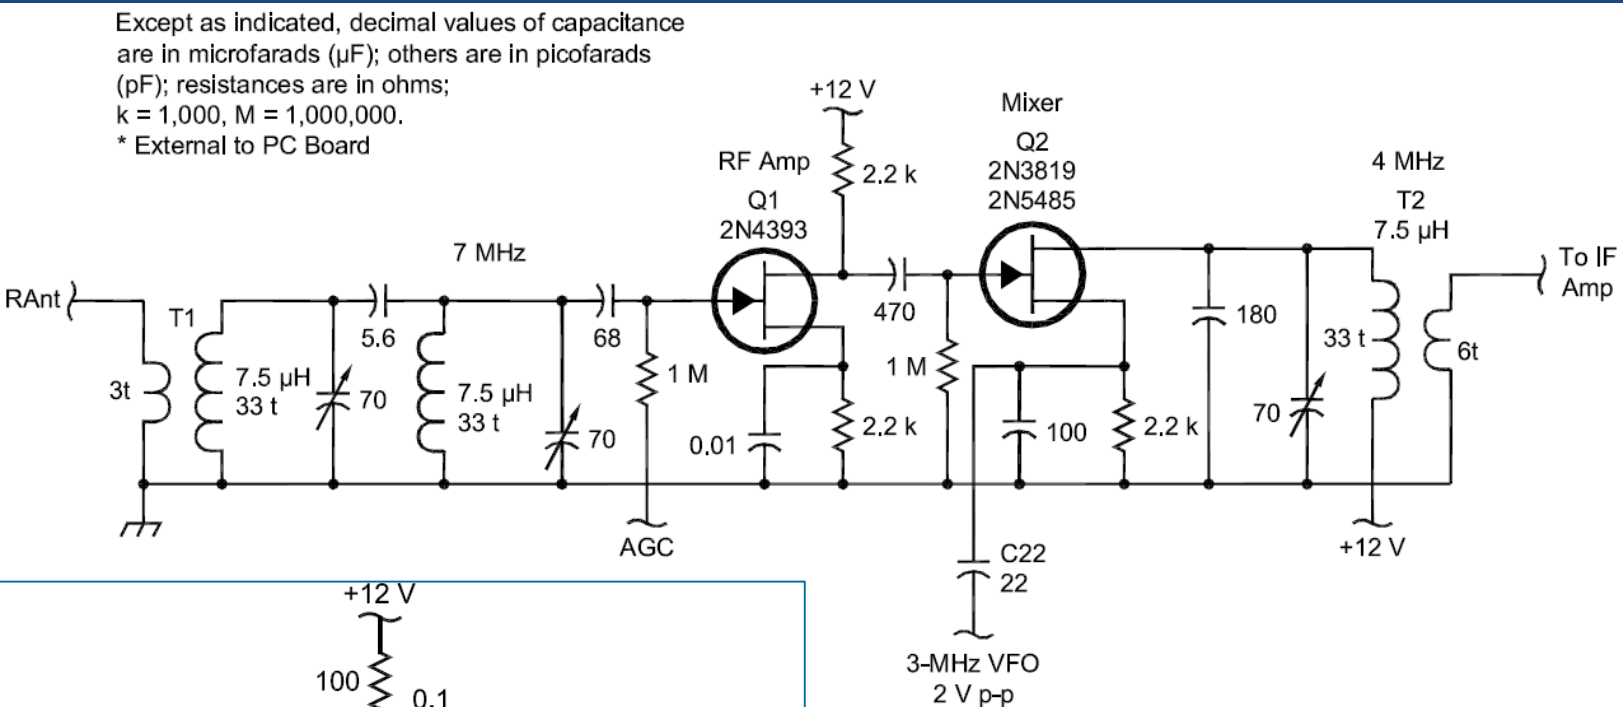 Except as indicated, decimal values of capacitance
are in microfarads (µF); others are in picofarads
(pF); resistances are in ohms;
k = 1,000, M = 1,000,000.
* External to PC Board
+12 V
2.2 k
RF Amp
Q1
2N4393
Mixer
Q2
2N3819
2N5485
4 MHz
T2
7.5 µH
To IF
Amp
7 MHz
RAnt
T1
5.6
68
470
180
33 t
6t
3t
7.5 µH
33 t
70
7.5 µH
33 t
70
1 M
0.01
2.2 k
1 M
100
2.2 k
70
AGC
C22
22
+12 V
3-MHz VFO
2 V p-p
+12 V
100
0.1